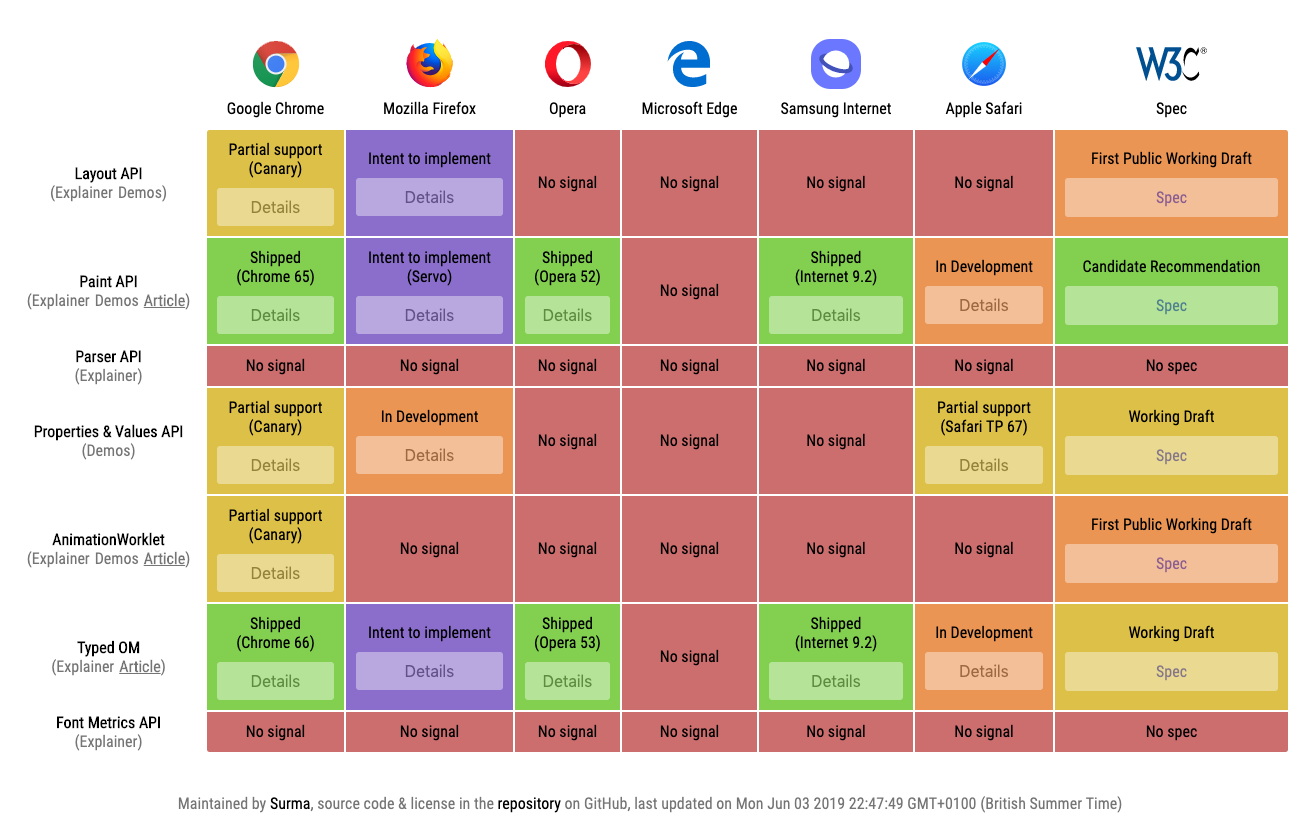 W3C®
Google Chrome Mozilla Firefox Opera Microsoft Edge Samsung Internet Apple Safari Spec
Layout API
(Explainer Demos)
Partial support
(Canary)
Details
Intent to implement
Details
No signal
No signal
No signal
No signal
First Public Working Draft
Spec
Paint API
(Explainer Demos Article)
Shipped
(Chrome 65)
Details
Intent to implement
(Servo)
Details
Shipped
(Opera 52)
Details
No signal
Shipped
(Internet 9.2)
Details
In Development
Details
Candidate Recommendation
Spec
Parser API
(Explainer)
No signal
No signal
No signal
No signal
No signal
No signal
No spec
Properties & Values API
(Demos)
Partial support
(Canary)
Details
In Development
Details
No signal
No signal
No signal
Partial support
(Safari TP 67)
Details
Working Draft
Spec
AnimationWorklet
(Explainer Demos Article)
Partial support
(Canary)
Details
No signal
No signal
No signal
No signal
No signal
First Public Working Draft
Spec
Typed OM
(Explainer Article)
Shipped
(Chrome 66)
Details
Intent to implement
Details
Shipped
(Opera 53)
Details
No signal
Shipped
(Internet 9.2)
Details
In Development
Details
Working Draft
Spec
Font Metrics API
(Explainer)
No signal
No signal
No signal
No signal
No signal
No signal
No spec
Maintained by Surma, source code & license in the repository on GitHub, last updated on Mon Jun 03 2019 22:47:49 GMT+0100 (British Summer Time)